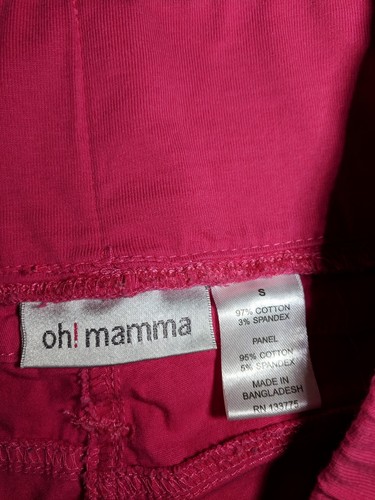 oh! mamma
S
97% COTTON
3% SPANDEX
PANEL
95% COTTON
5% SPANDEX
MADE IN
BANGLADESH
RN 133775